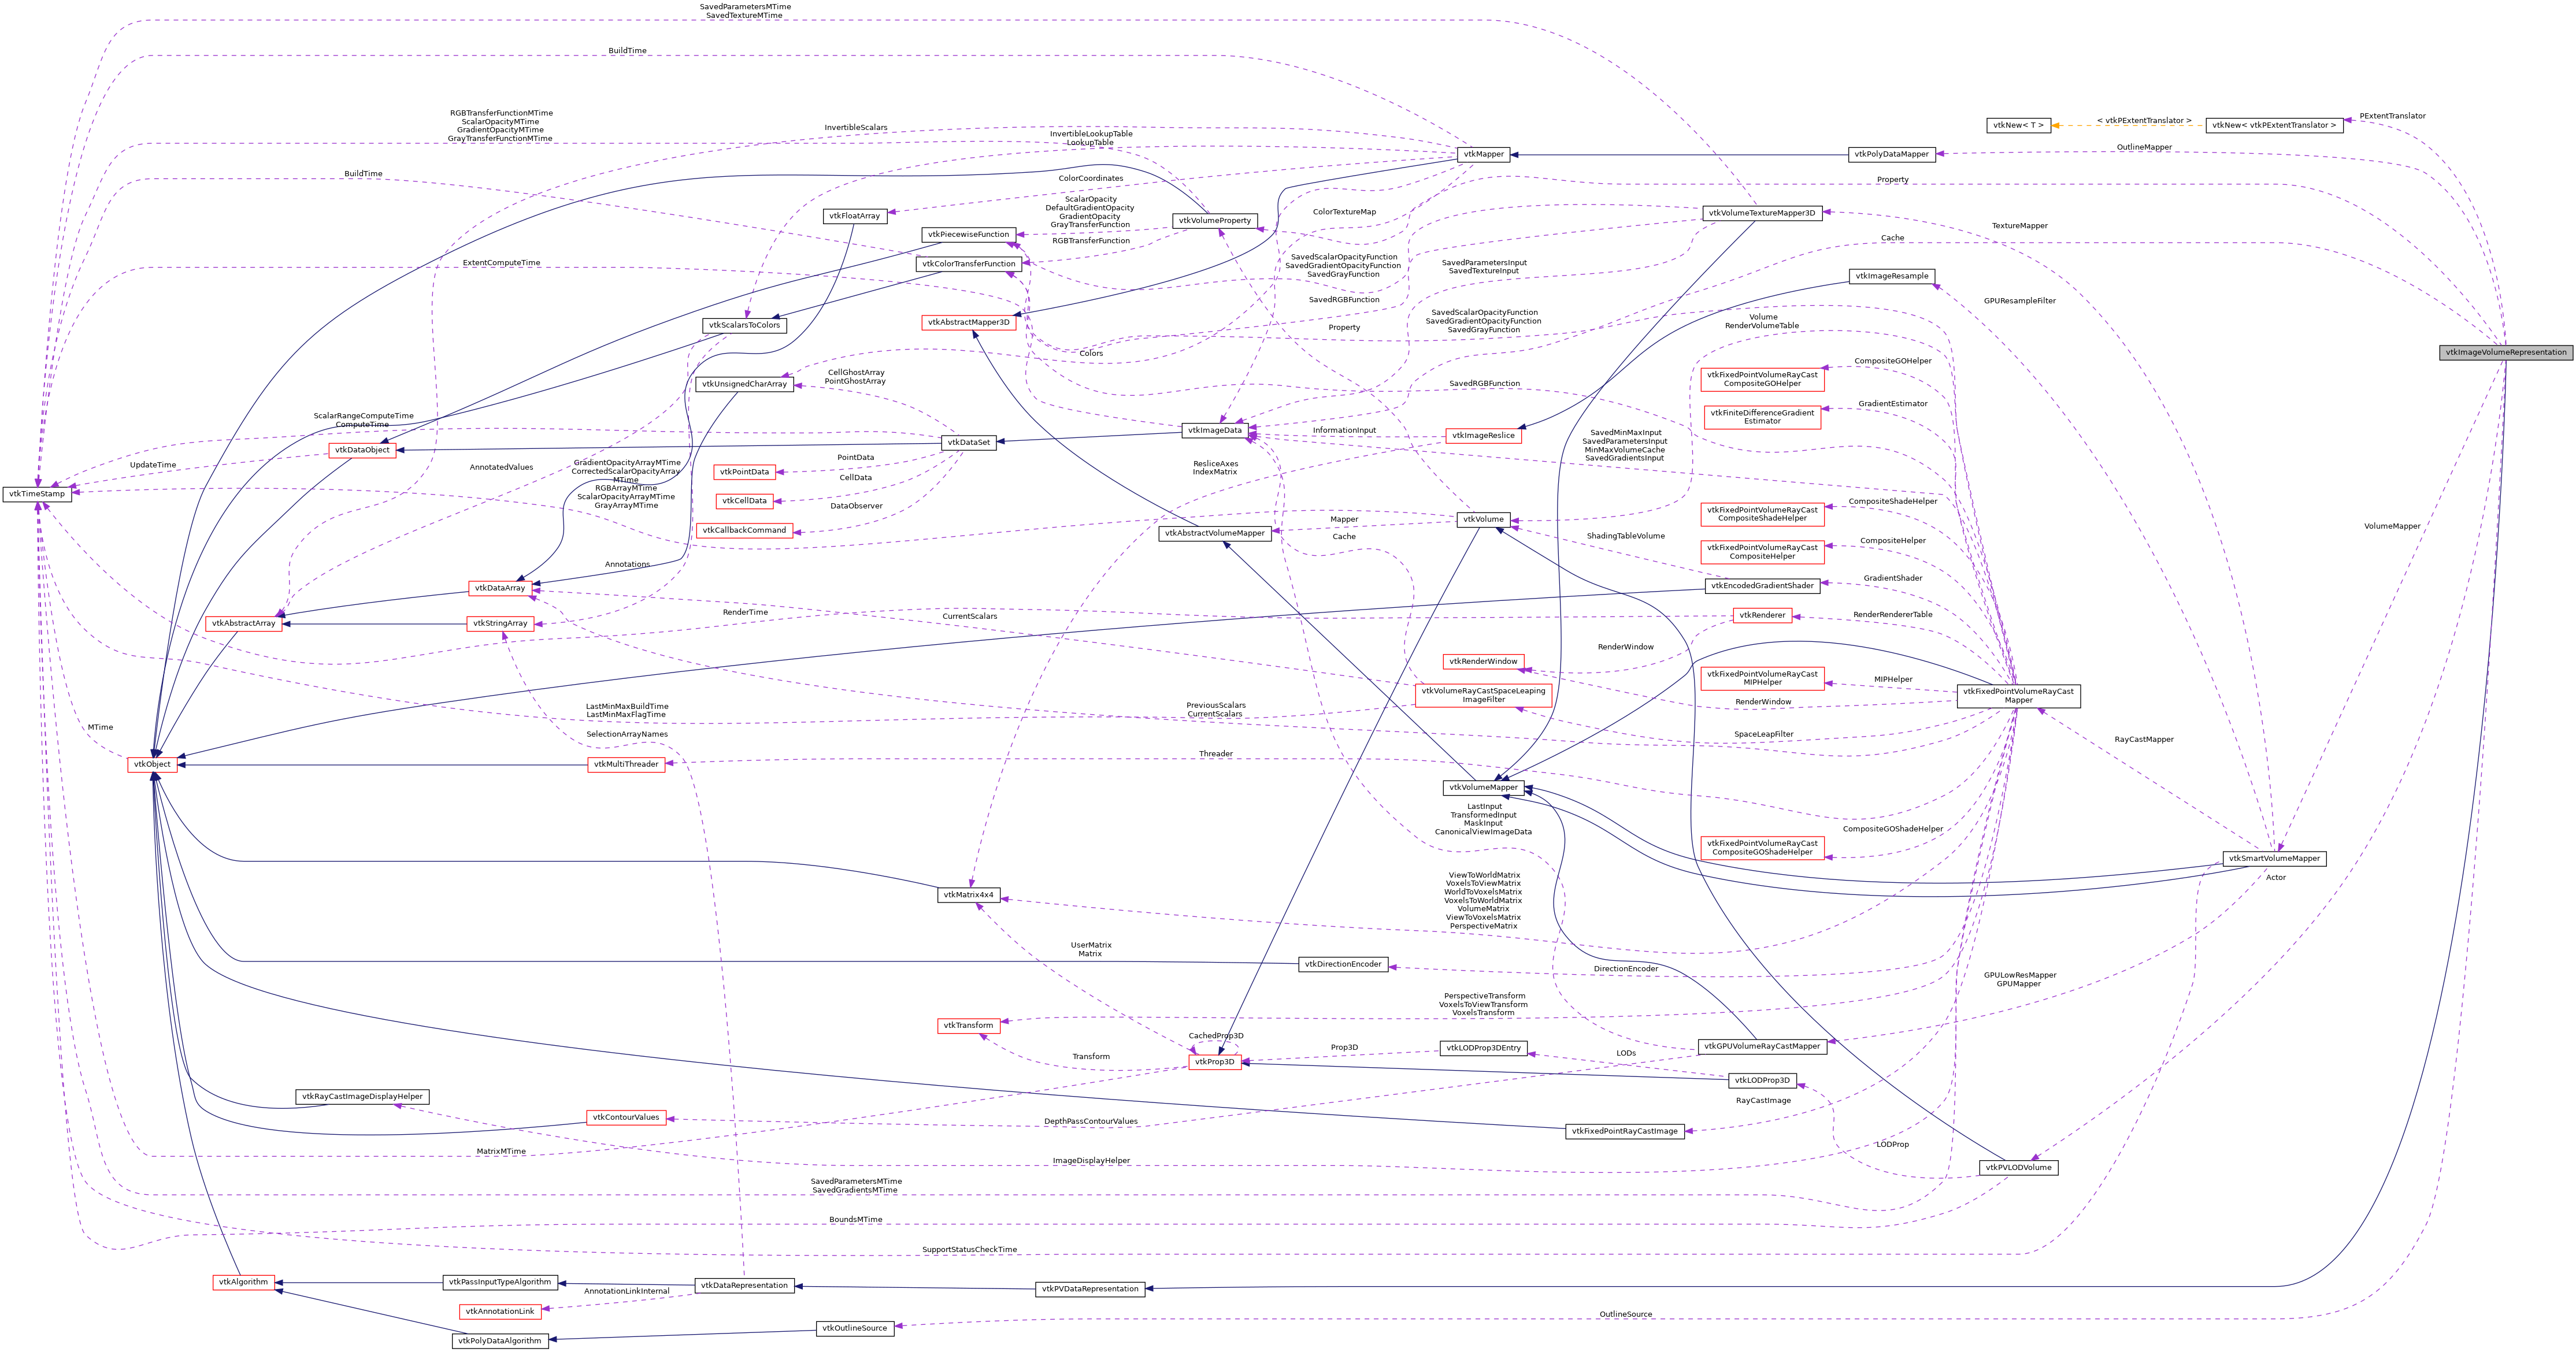 SavedParametersMTime
SavedTextureMTime
BuildTime
RGBTransferFunctionMTime
ScalarOpacityMTime
GradientOpacityMTime
GrayTransferFunctionMTime
InvertibleScalars
InvertibleLookupTable
LookupTable
vtkNew< T >
< vtkPExtentTranslator >
vtkNew< vtkPExtentTranslator >
PExtentTranslator
vtkMapper
vtkPolyDataMapper
OutlineMapper
BuildTime
ColorCoordinates
Property
ScalarOpacity
DefaultGradientOpacity
GradientOpacity
GrayTransferFunction
vtkFloatArray
vtkVolumeProperty
ColorTextureMap
vtkVolumeTextureMapper3D
TextureMapper
vtkPiecewiseFunction
RGBTransferFunction
Cache
ExtentComputeTime
vtkColorTransferFunction
SavedScalarOpacityFunction
SavedGradientOpacityFunction
SavedGrayFunction
SavedParametersInput
SavedTextureInput
vtkImageResample
GPUResampleFilter
SavedRGBFunction
vtkScalarsToColors
vtkAbstractMapper3D
Property
SavedScalarOpacityFunction
SavedGradientOpacityFunction
SavedGrayFunction
Volume
RenderVolumeTable
Colors
vtkImageVolumeRepresentation
CompositeGOHelper
vtkFixedPointVolumeRayCast
CompositeGOHelper
vtkUnsignedCharArray
CellGhostArray
PointGhostArray
SavedRGBFunction
GradientEstimator
vtkFiniteDifferenceGradient
Estimator
ScalarRangeComputeTime
ComputeTime
vtkDataObject
vtkDataSet
vtkImageData
InformationInput
vtkImageReslice
SavedMinMaxInput
SavedParametersInput
MinMaxVolumeCache
SavedGradientsInput
UpdateTime
AnnotatedValues
GradientOpacityArrayMTime
CorrectedScalarOpacityArray
MTime
RGBArrayMTime
ScalarOpacityArrayMTime
GrayArrayMTime
vtkPointData
PointData
ResliceAxes
IndexMatrix
CellData
vtkTimeStamp
vtkCellData
DataObserver
vtkCallbackCommand
CompositeShadeHelper
vtkFixedPointVolumeRayCast
CompositeShadeHelper
vtkAbstractVolumeMapper
Mapper
vtkVolume
Cache
ShadingTableVolume
VolumeMapper
vtkFixedPointVolumeRayCast
CompositeHelper
CompositeHelper
Annotations
vtkDataArray
vtkEncodedGradientShader
GradientShader
vtkAbstractArray
vtkStringArray
RenderTime
CurrentScalars
vtkRenderer
RenderRendererTable
RenderWindow
vtkRenderWindow
vtkFixedPointVolumeRayCast
MIPHelper
MIPHelper
vtkVolumeRayCastSpaceLeaping
ImageFilter
RenderWindow
vtkFixedPointVolumeRayCast
Mapper
LastMinMaxBuildTime
LastMinMaxFlagTime
PreviousScalars
CurrentScalars
MTime
SelectionArrayNames
SpaceLeapFilter
RayCastMapper
Threader
vtkObject
vtkMultiThreader
vtkVolumeMapper
LastInput
TransformedInput
MaskInput
CanonicalViewImageData
CompositeGOShadeHelper
vtkFixedPointVolumeRayCast
CompositeGOShadeHelper
vtkSmartVolumeMapper
Actor
vtkMatrix4x4
ViewToWorldMatrix
VoxelsToViewMatrix
WorldToVoxelsMatrix
VoxelsToWorldMatrix
VolumeMatrix
ViewToVoxelsMatrix
PerspectiveMatrix
UserMatrix
Matrix
vtkDirectionEncoder
DirectionEncoder
GPULowResMapper
GPUMapper
PerspectiveTransform
VoxelsToViewTransform
VoxelsTransform
vtkTransform
CachedProp3D
Transform
vtkProp3D
Prop3D
vtkLODProp3DEntry
LODs
vtkGPUVolumeRayCastMapper
vtkLODProp3D
vtkRayCastImageDisplayHelper
RayCastImage
vtkContourValues
DepthPassContourValues
vtkFixedPointRayCastImage
LODProp
MatrixMTime
ImageDisplayHelper
vtkPVLODVolume
SavedParametersMTime
SavedGradientsMTime
BoundsMTime
SupportStatusCheckTime
vtkAlgorithm
vtkPassInputTypeAlgorithm
vtkDataRepresentation
vtkPVDataRepresentation
AnnotationLinkInternal
vtkAnnotationLink
OutlineSource
vtkOutlineSource
vtkPolyDataAlgorithm